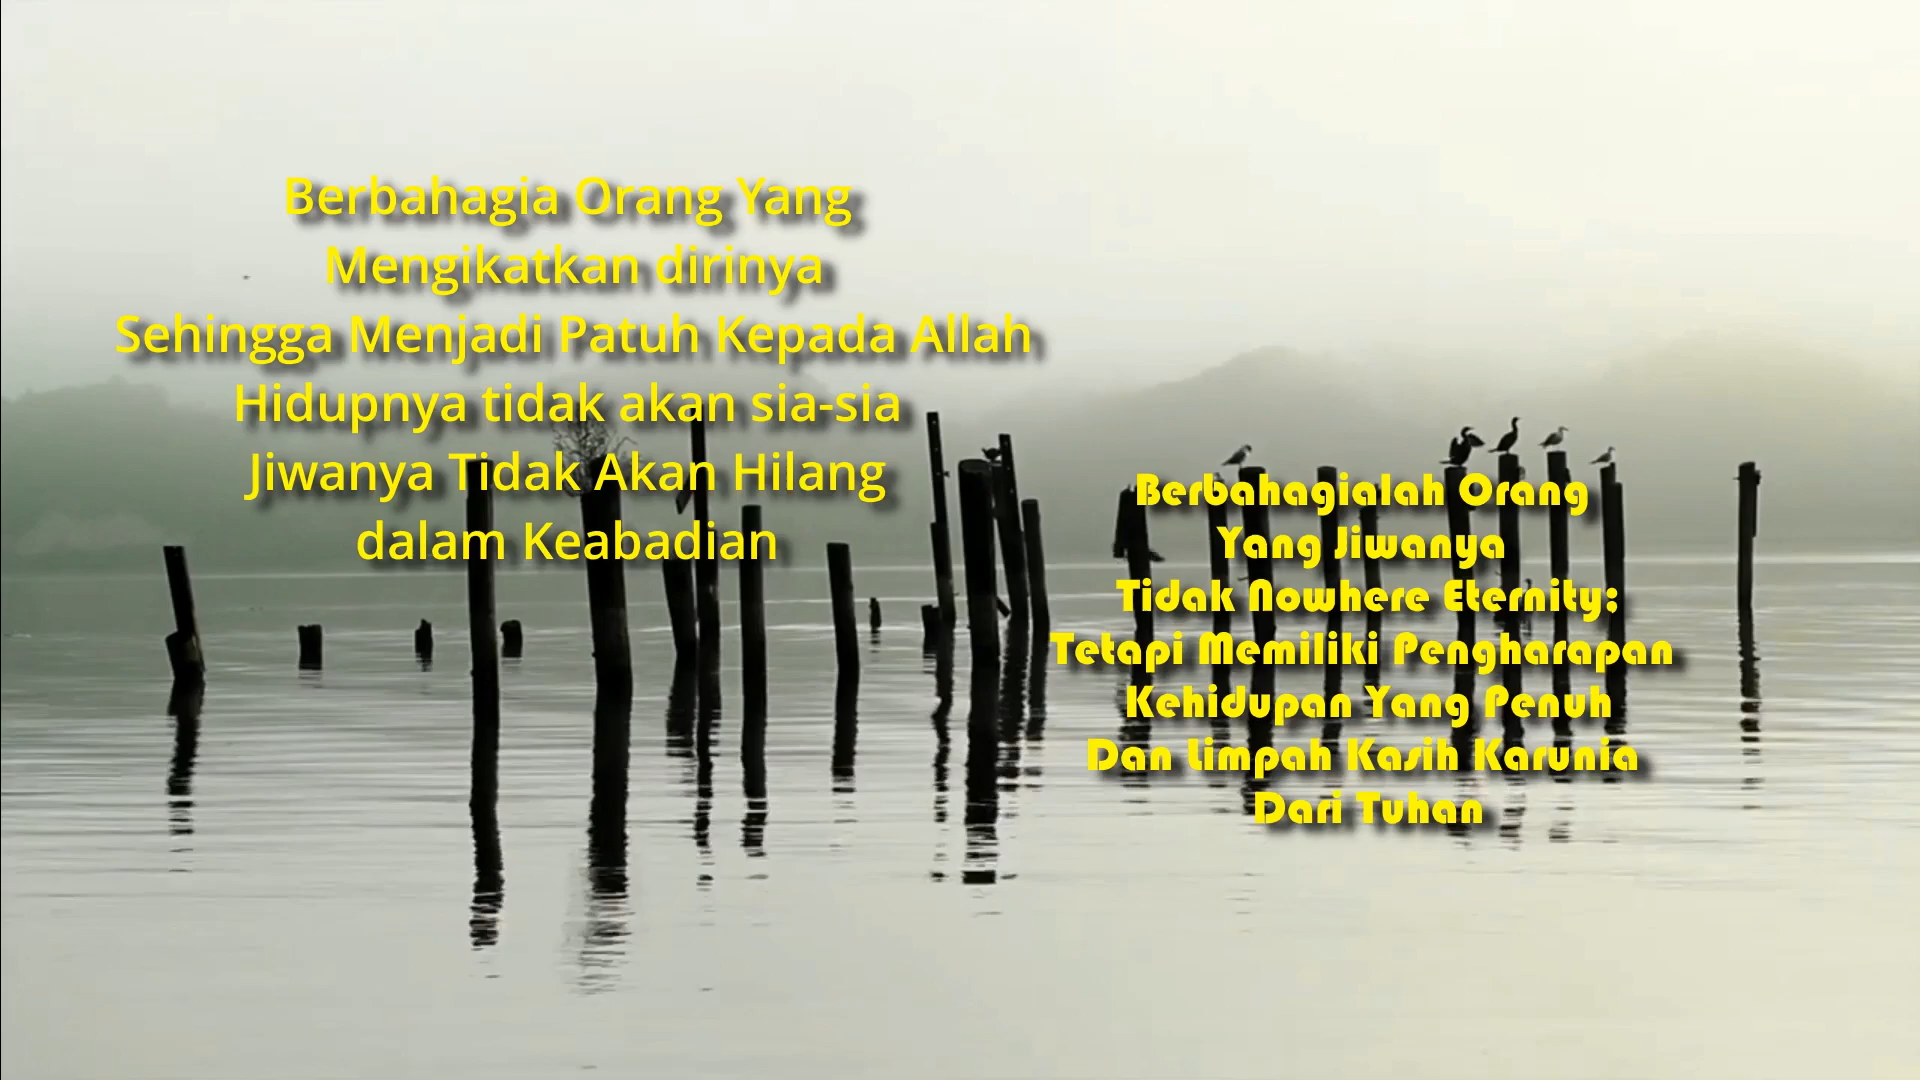 Berbahagia Orang Yang
Mengikatkan dirinya
Sehingga Menjadi Patuh Kepada Allah
Hidupnya tidak akan sia-sia
Jiwanya Tidak Akan Hilang
dalam Keabadian
Berbahagialah Orang
Yang Jiwanya
Tidak Nowhere Eternity;
Tetapi Memiliki Pengharapan
Kehidupan Yang Penuh
Dan Limpah Kasih Karunia
Dari Tuhan